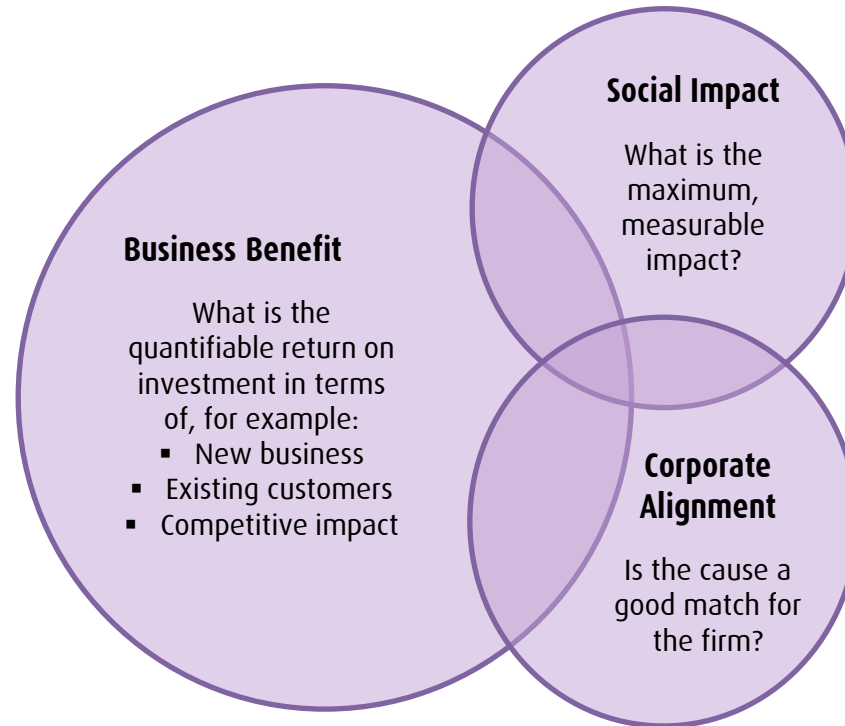 Social Impact
What is the
maximum,
measurable
impact?
Business Benefit
What is the
quantifiable return on
investment in terms
of, for example:
▪ New business
▪ Existing customers
▪ Competitive impact
Corporate
Alignment
Is the cause a
good match for
the firm?